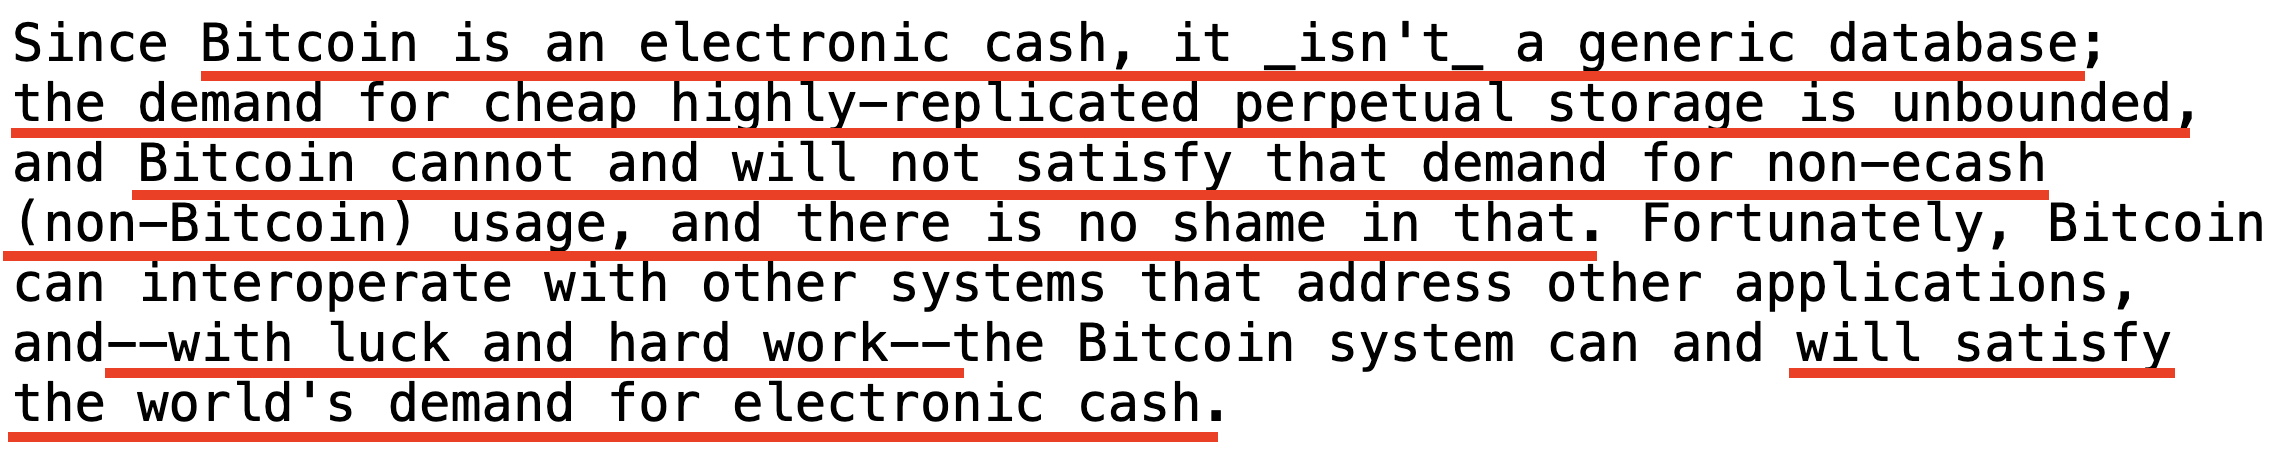 Since Bitcoin is an electronic cash, it _isn't_ a generic database;
the demand for cheap highly-replicated perpetual storage is unbounded,
and Bitcoin cannot and will not satisfy that demand for non-ecash
(non-Bitcoin) usage, and there is no shame in that. Fortunately, Bitcoin
can interoperate with other systems that address other applications,
and--with luck and hard work--the Bitcoin system can and will satisfy
the world's demand for electronic cash.